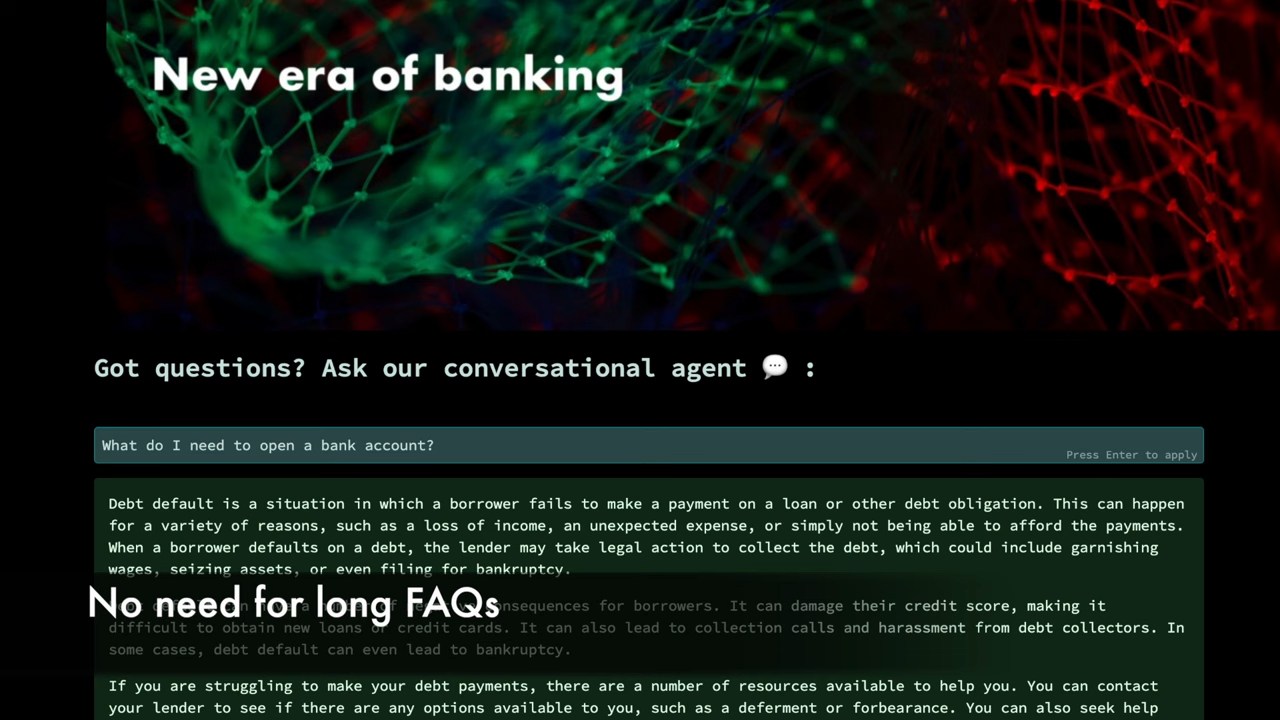 New era of banking
Got questions? Ask our conversational agent 💬 :
What do I need to open a bank account?
Press Enter to apply
Debt default is a situation in which a borrower fails to make a payment on a loan or other debt obligation. This can happen
for a variety of reasons, such as a loss of income, an unexpected expense, or simply not being able to afford the payments.
When a borrower defaults on a debt, the lender may take legal action to collect the debt, which could include garnishing
wages, seizing assets, or even filing for bankruptcy.
No need for long FAQs
consequences for borrowers. It can damage their credit score, making it
difficult to obtain new loans or credit cards. It can also lead to collection calls and harassment from debt collectors. In
some cases, debt default can even lead to bankruptcy.
If you are struggling to make your debt payments, there are a number of resources available to help you. You can contact
your lender to see if there are any options available to you, such as a deferment or forbearance. You can also seek help